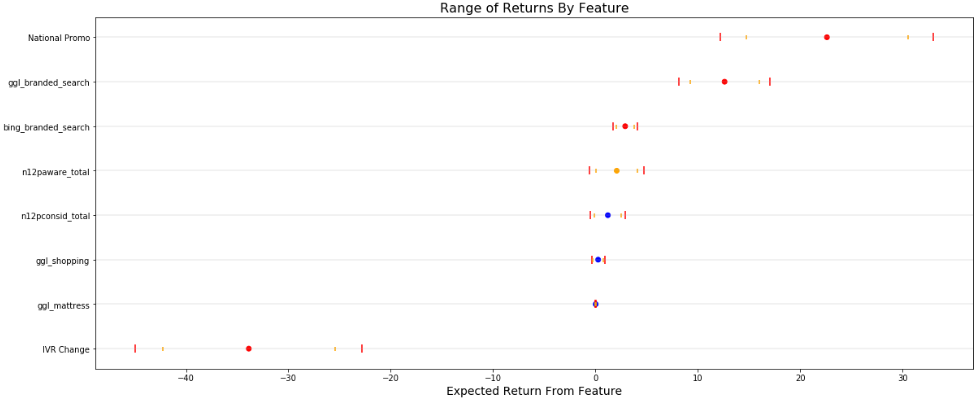 Range of Returns By Feature
National Promo
ggl_branded_search
bing_branded_search
n12paware_total
n12pconsid_total
ggl_shopping
ggl_mattress
IVR Change
−40 −30 −20 −10 0 10 20 30
Expected Return From Feature